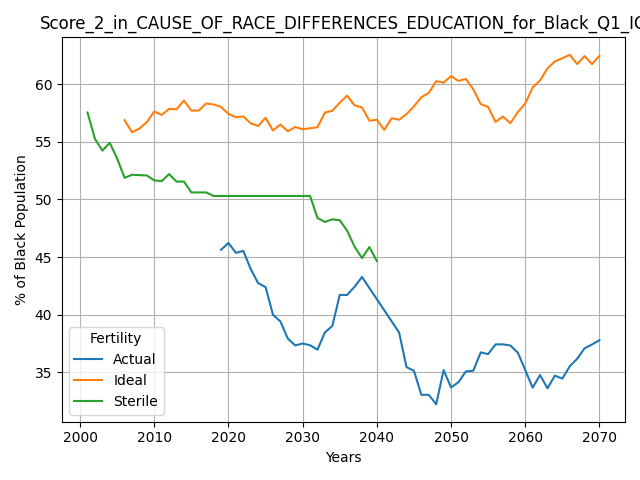 Score_2_in_CAUSE_OF_RACE_DIFFERENCES_EDUCATION_for_Black_Q1_IQ
60
55
50
45
40
35
% of Black Population
Fertility
Actual
Ideal
Sterile
2000 2010 2020 2030 2040 2050 2060 2070
Years